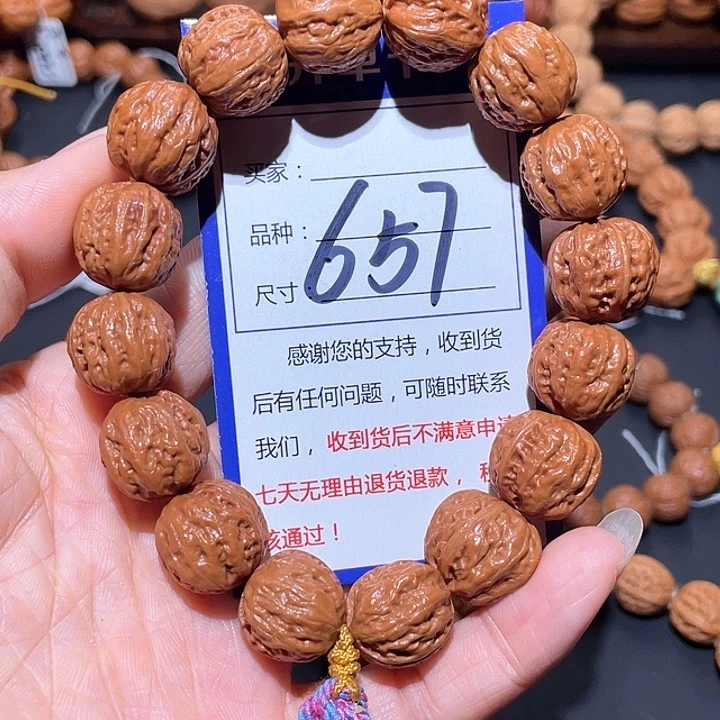 买家：
品种：
尺寸：
657
感谢您的支持，收到货
后有任何问题，可随时联系
我们，收到货后不满意申请
七天无理由退货退款，
核通过！